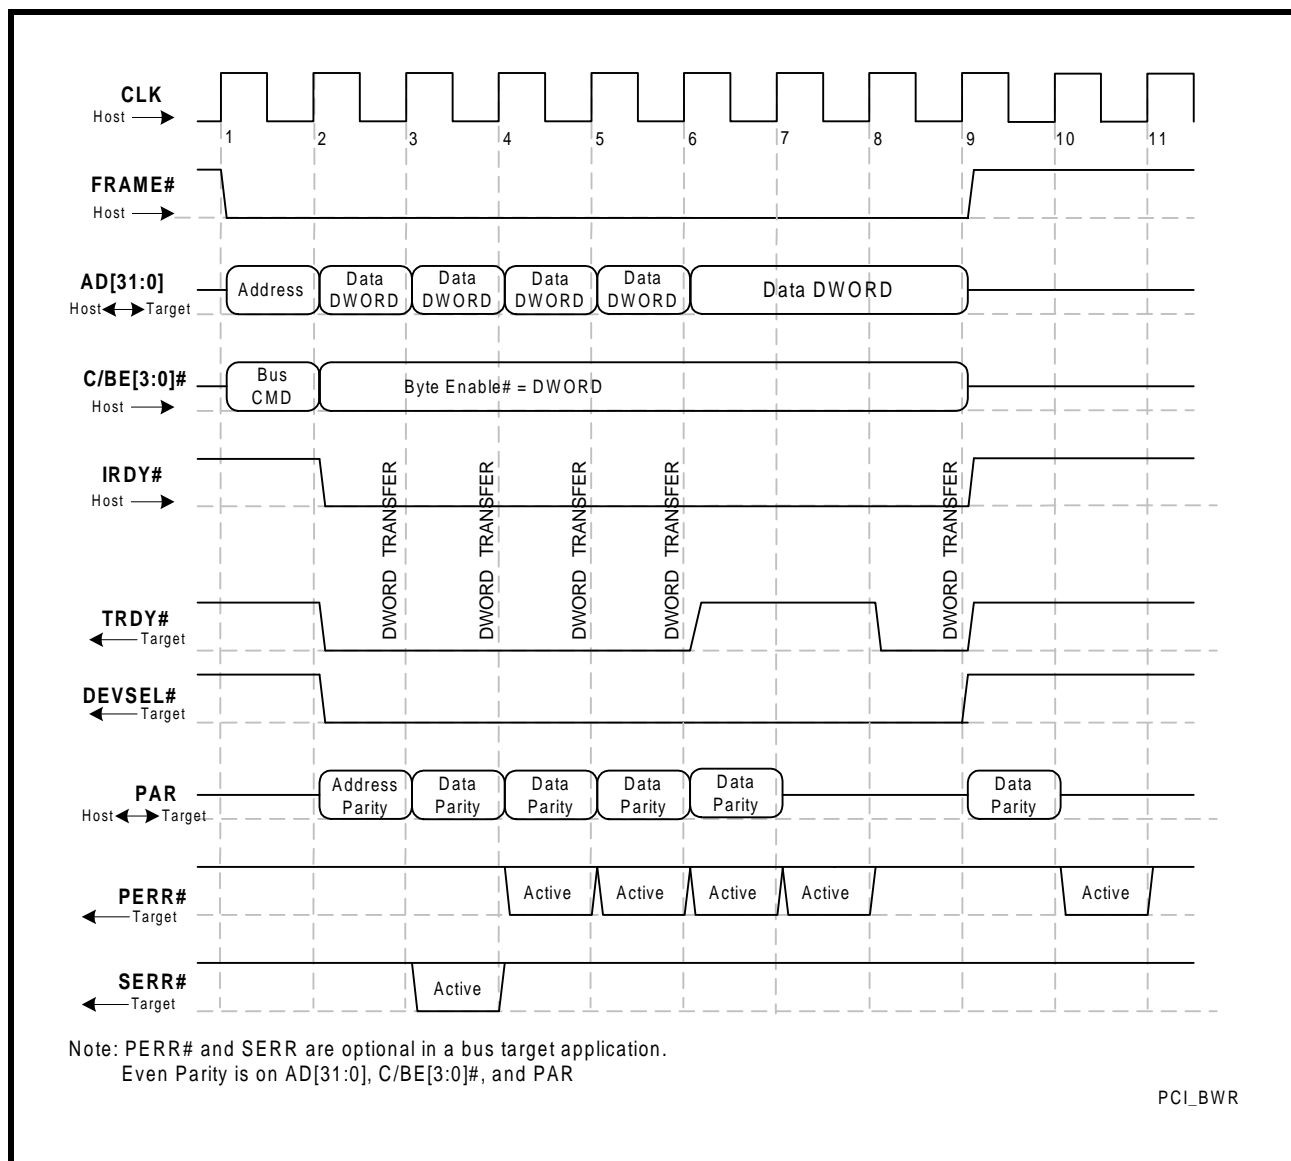 CLK
Host
1 2 3 4 5 6 7 8 9 10 11
FRAME#
Host
AD[31:0]
Host Target
Address
Data
DWORD
Data
DWORD
Data
DWORD
Data
DWORD
Data DWORD
C/BE[3:0]#
Host
Bus
CMD
Byte Enable# = DWORD
IRDY#
Host
DWORD TRANSFER
DWORD TRANSFER
DWORD TRANSFER
DWORD TRANSFER
DWORD TRANSFER
TRDY#
Target
DEVSEL#
Target
PAR
Host Target
Address
Parity
Data
Parity
Data
Parity
Data
Parity
Data
Parity
Data
Parity
PERR#
Target
Active
Active
Active
Active
Active
SERR#
Target
Active
Note: PERR# and SERR are optional in a bus target application.
Even Parity is on AD[31:0], C/BE[3:0]#, and PAR
PCI_BWR